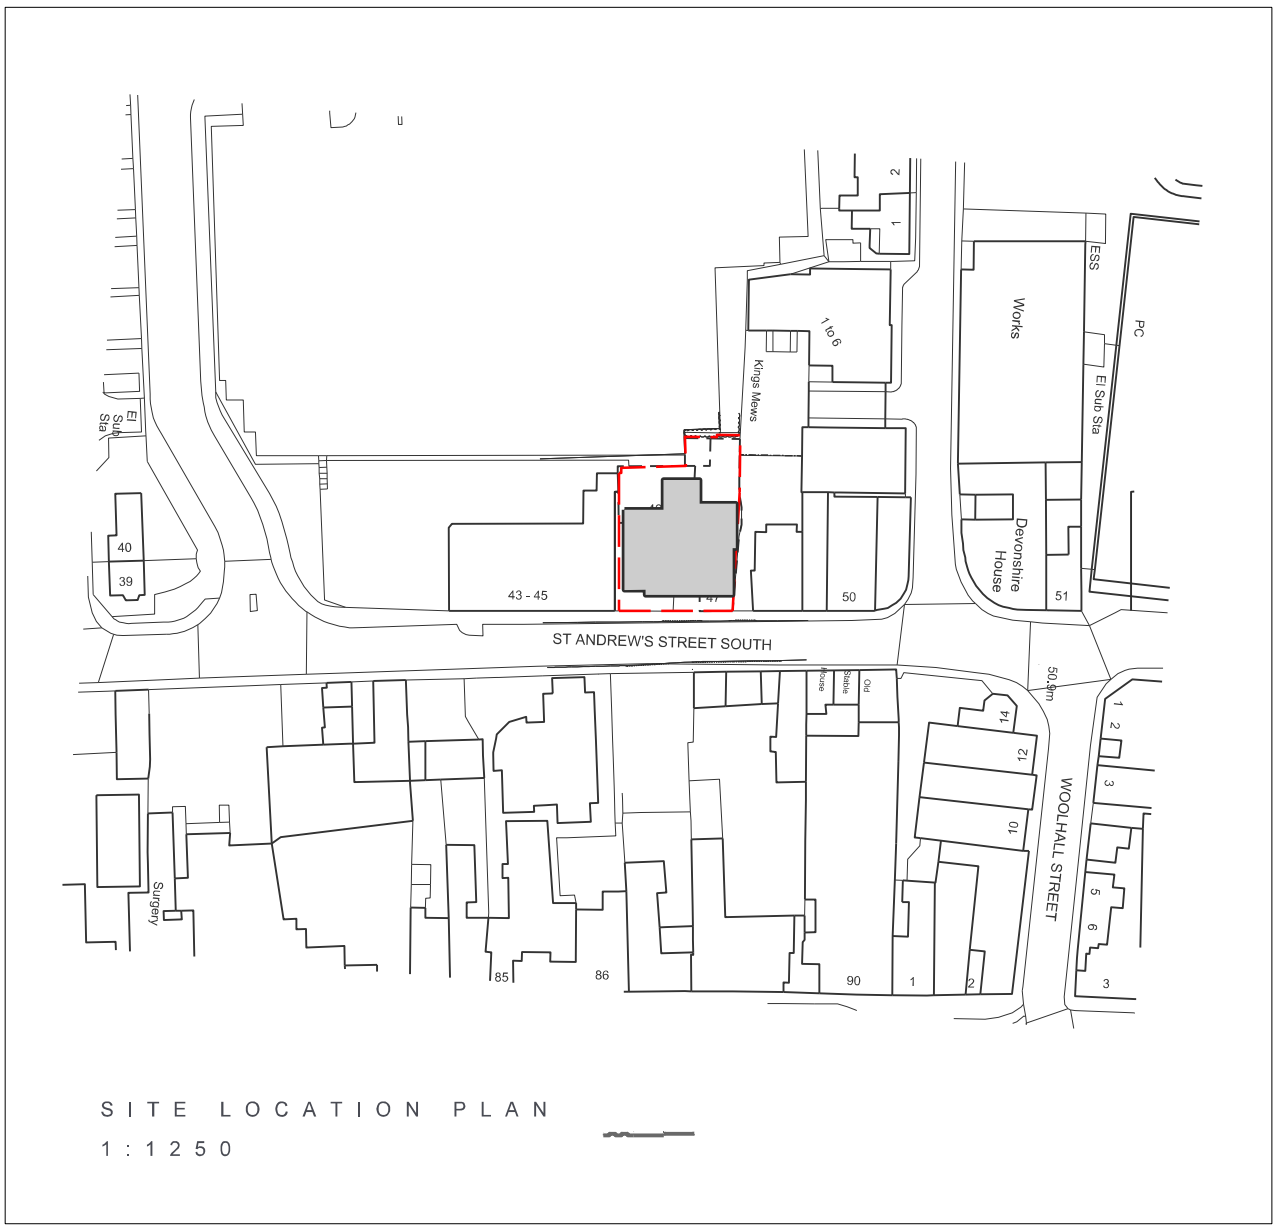 2
1
ESS
Works
PC
1 to 6
Kings Mews
El Sub Sta
El
Sub
Sta
40
39
43 - 45
47
50
Devonshire
House
51
ST ANDREW'S STREET SOUTH
House
Stable
Old
50.9m
14
12
10
1
2
3
WOOLHALL STREET
5
6
3
Surgery
85
86
90
1
2
SITE LOCATION PLAN
1:1250